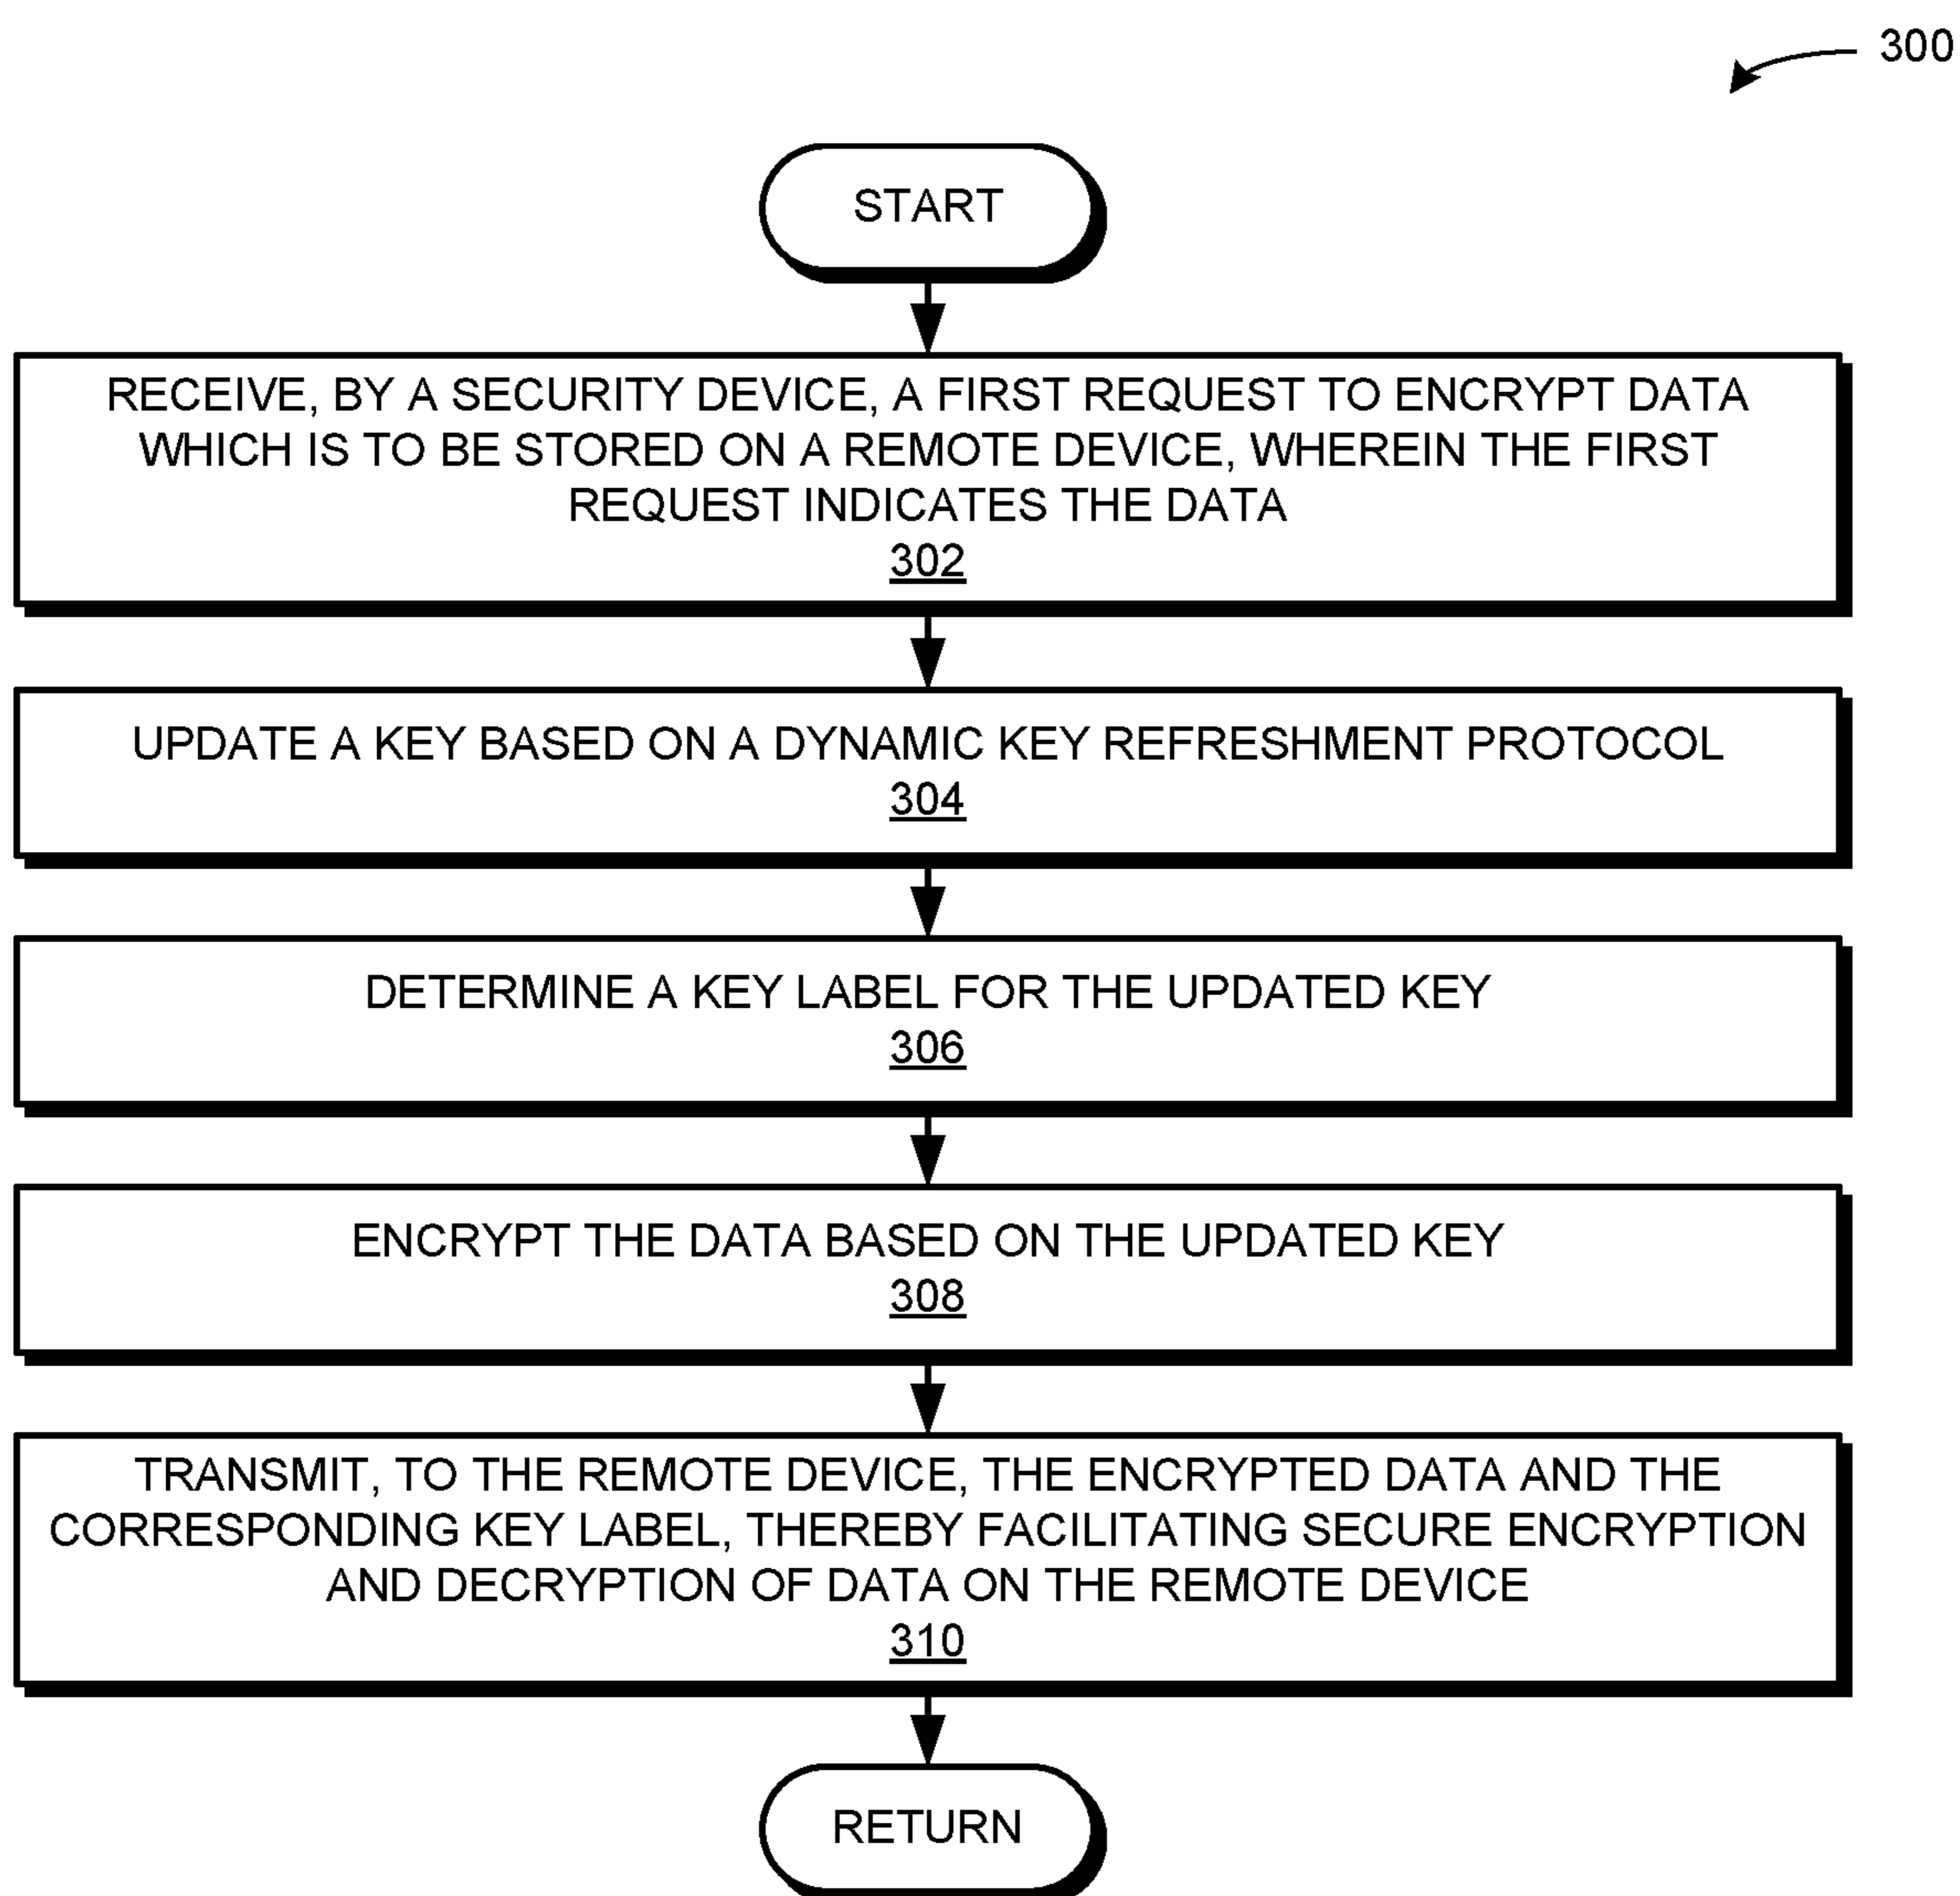 300
START
RECEIVE, BY A SECURITY DEVICE, A FIRST REQUEST TO ENCRYPT DATA
WHICH IS TO BE STORED ON A REMOTE DEVICE, WHEREIN THE FIRST
REQUEST INDICATES THE DATA
302
UPDATE A KEY BASED ON A DYNAMIC KEY REFRESHMENT PROTOCOL
304
DETERMINE A KEY LABEL FOR THE UPDATED KEY
306
ENCRYPT THE DATA BASED ON THE UPDATED KEY
308
TRANSMIT, TO THE REMOTE DEVICE, THE ENCRYPTED DATA AND THE
CORRESPONDING KEY LABEL, THEREBY FACILITATING SECURE ENCRYPTION
AND DECRYPTION OF DATA ON THE REMOTE DEVICE
310
RETURN